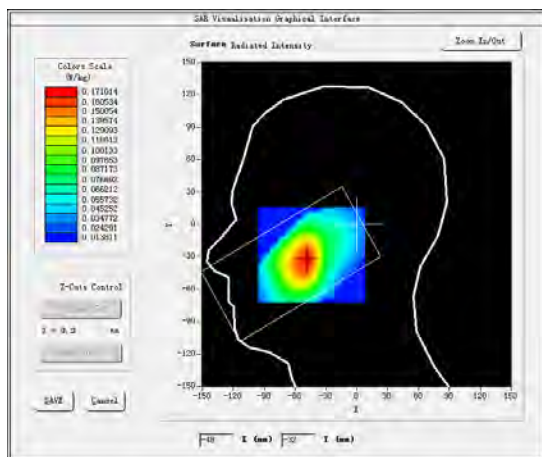 SAR Visualisation Graphical Interface
Surface Radiated Intensity
Zoom In/Out
Colors Scale
(W/kg)
0.171014
0.160534
0.150054
0.139574
0.129093
0.118613
0.108133
0.097653
0.087173
0.076692
0.066212
0.055732
0.045252
0.034772
0.024291
0.013811
150
120
90
60
30
0
-30
-60
-90
-120
-150
Y
-150 -120 -90 -60 -30 0 30 60 90 120 150
X
Z-Cuts Control
mm
SAVE Cancel
-48 X (mm) -32 Y (mm)